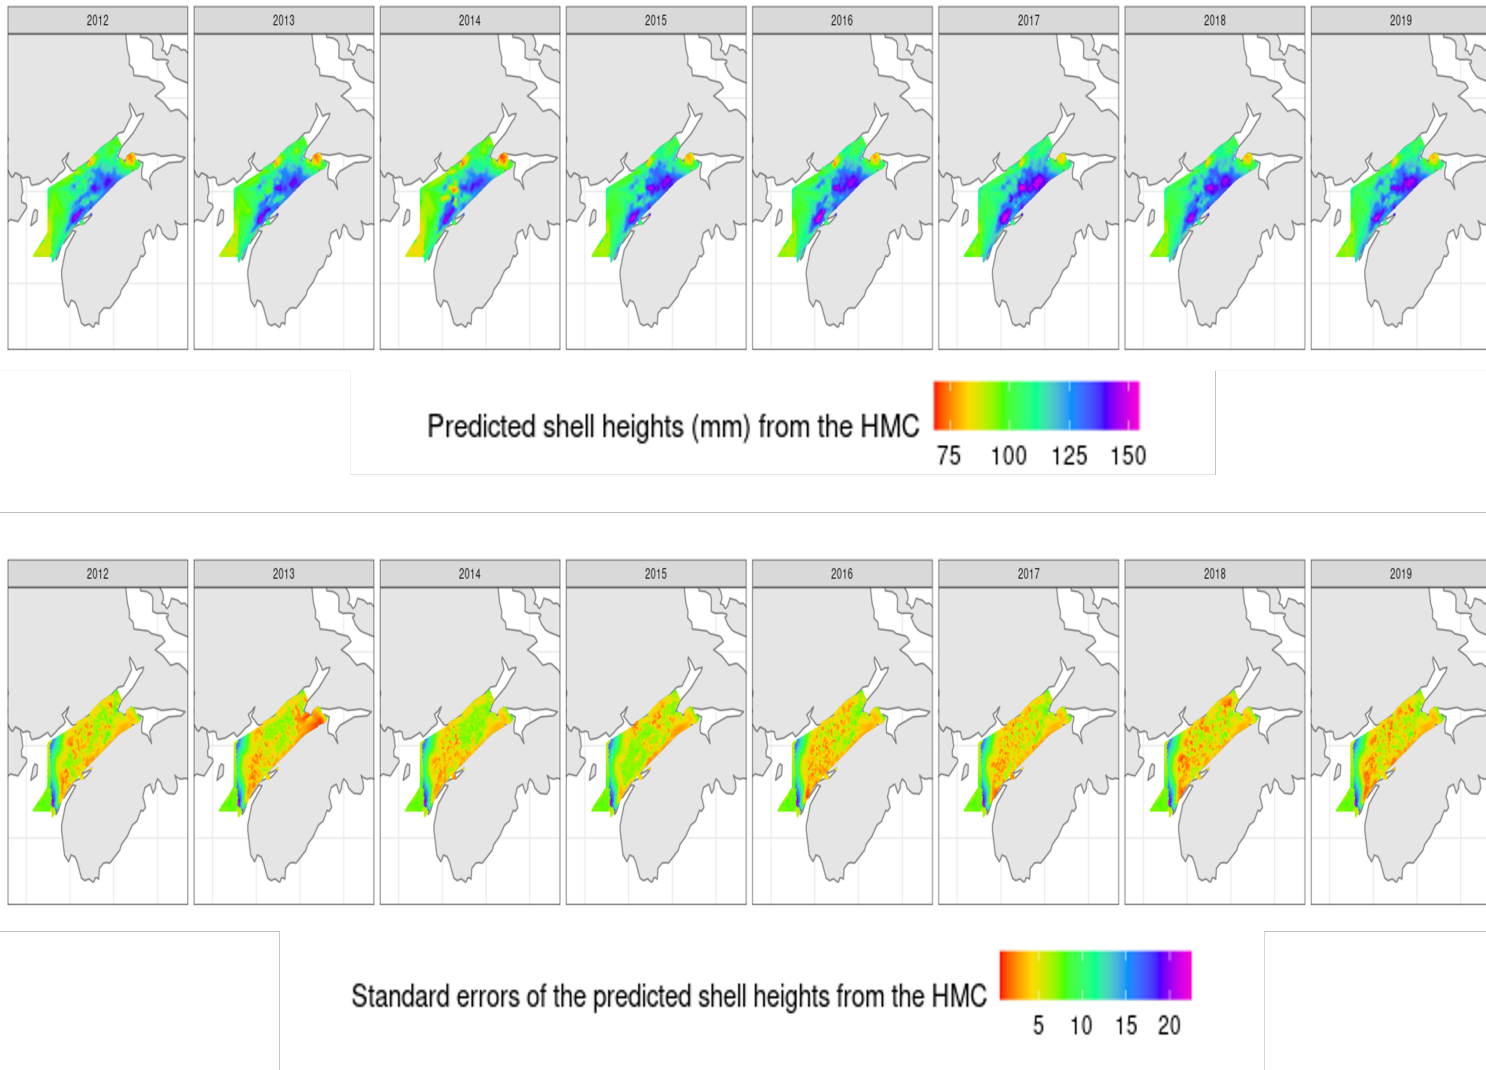 2012 2013 2014 2015 2016 2017 2018 2019
Predicted shell heights (mm) from the HMC
75 100 125 150
2012 2013 2014 2015 2016 2017 2018 2019
Standard errors of the predicted shell heights from the HMC
5 10 15 20